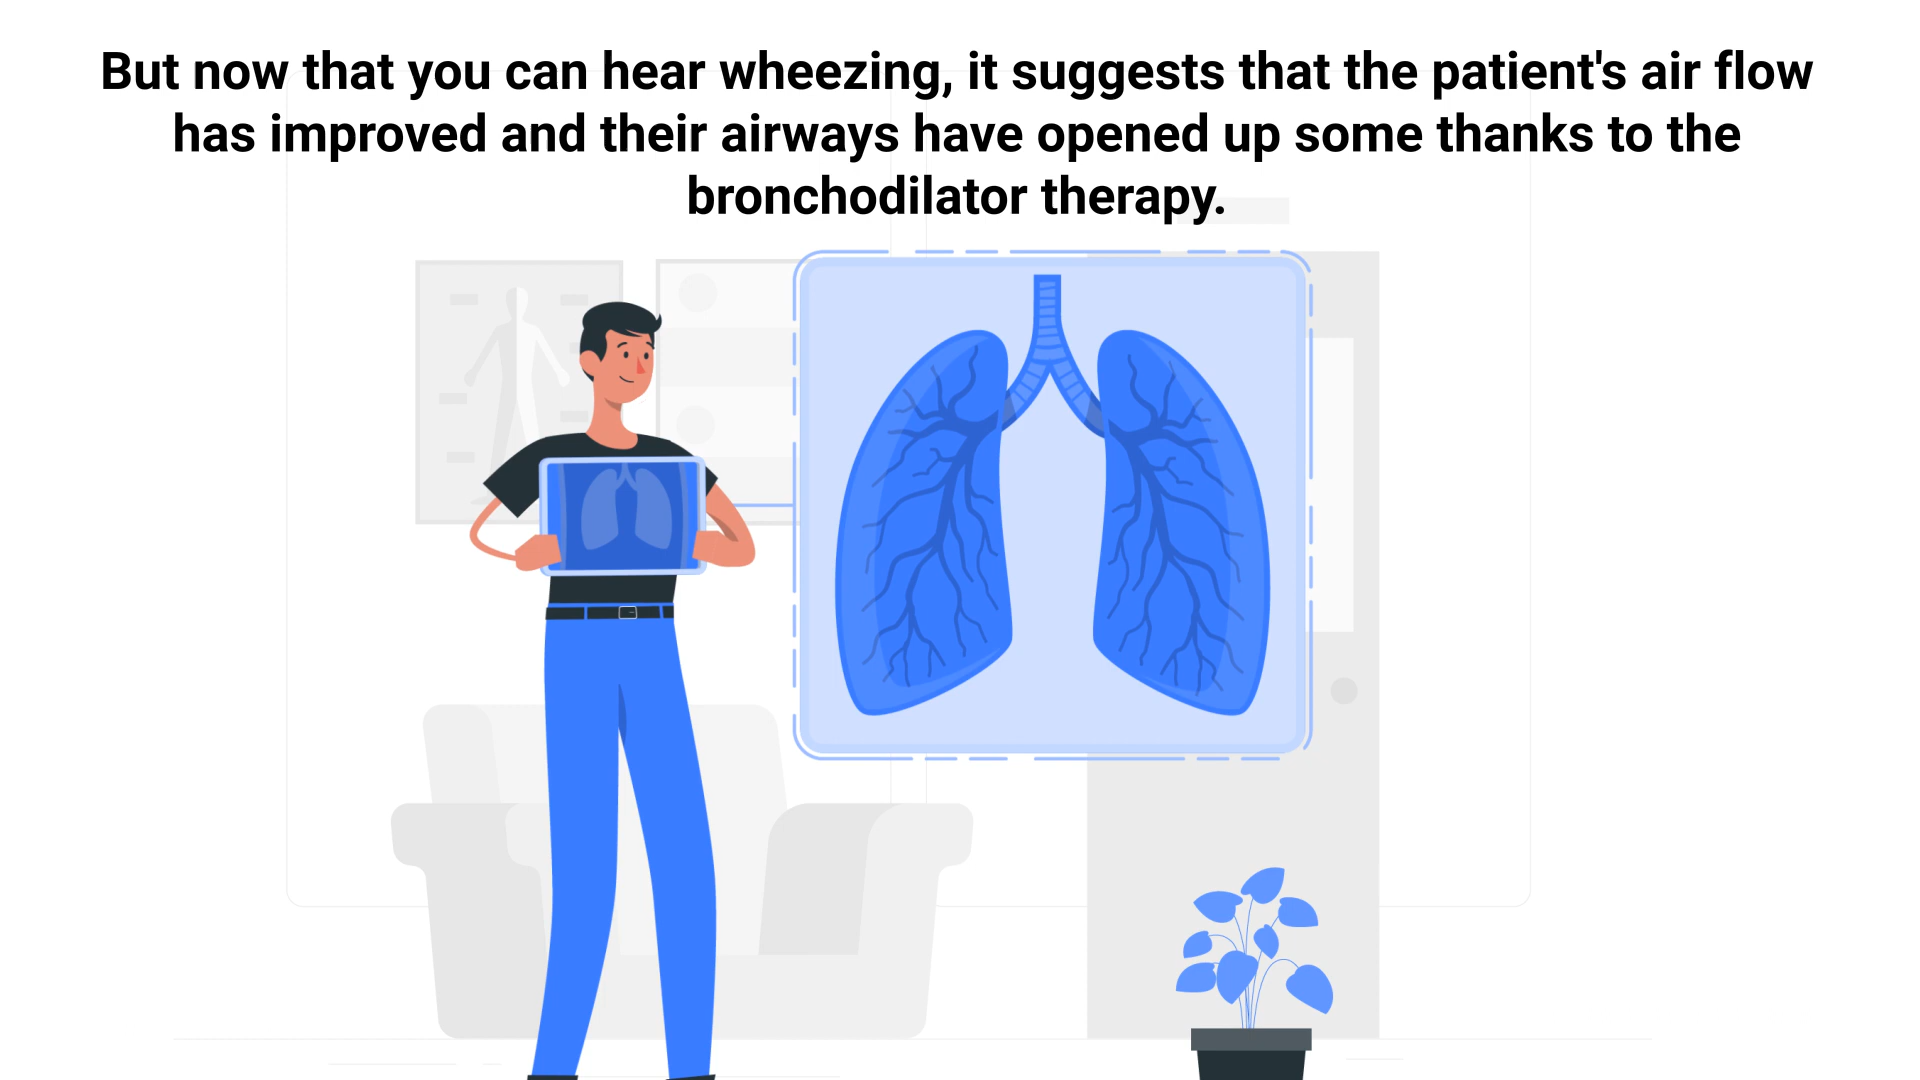 But now that you can hear wheezing, it suggests that the patient's air flow
has improved and their airways have opened up some thanks to the
bronchodilator therapy.